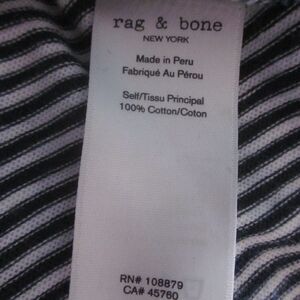 rag & bone
NEW YORK
Made in Peru
Fabriqué Au Pérou
Self/Tissu Principal
100% Cotton/Coton
RN# 108879
CA# 45760